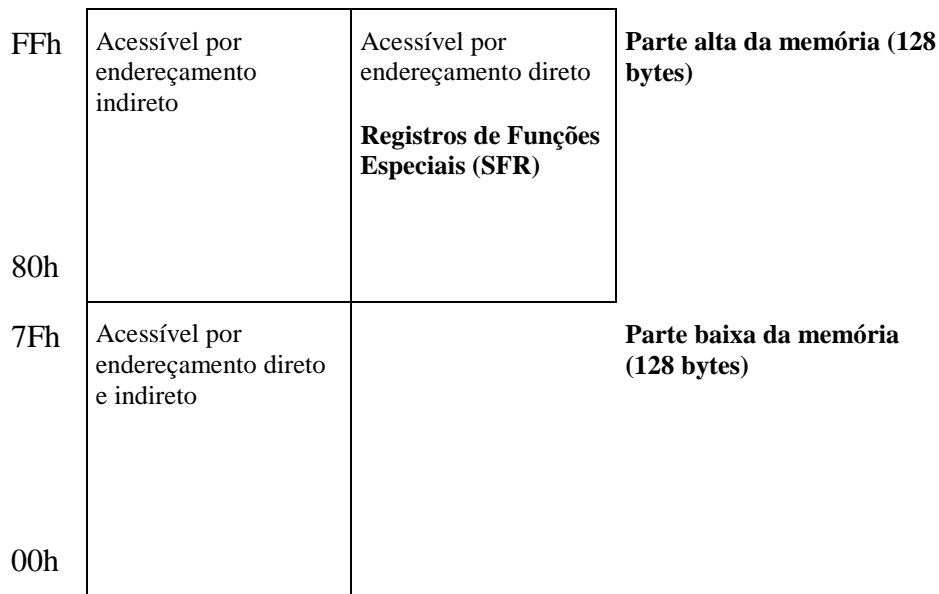 FFh
Acessível por
endereçamento
indireto
Acessível por
endereçamento direto
Registros de Funções
Especiais (SFR)
Parte alta da memória (128
bytes)
80h
7Fh
Acessível por
endereçamento direto
e indireto
Parte baixa da memória
(128 bytes)
00h